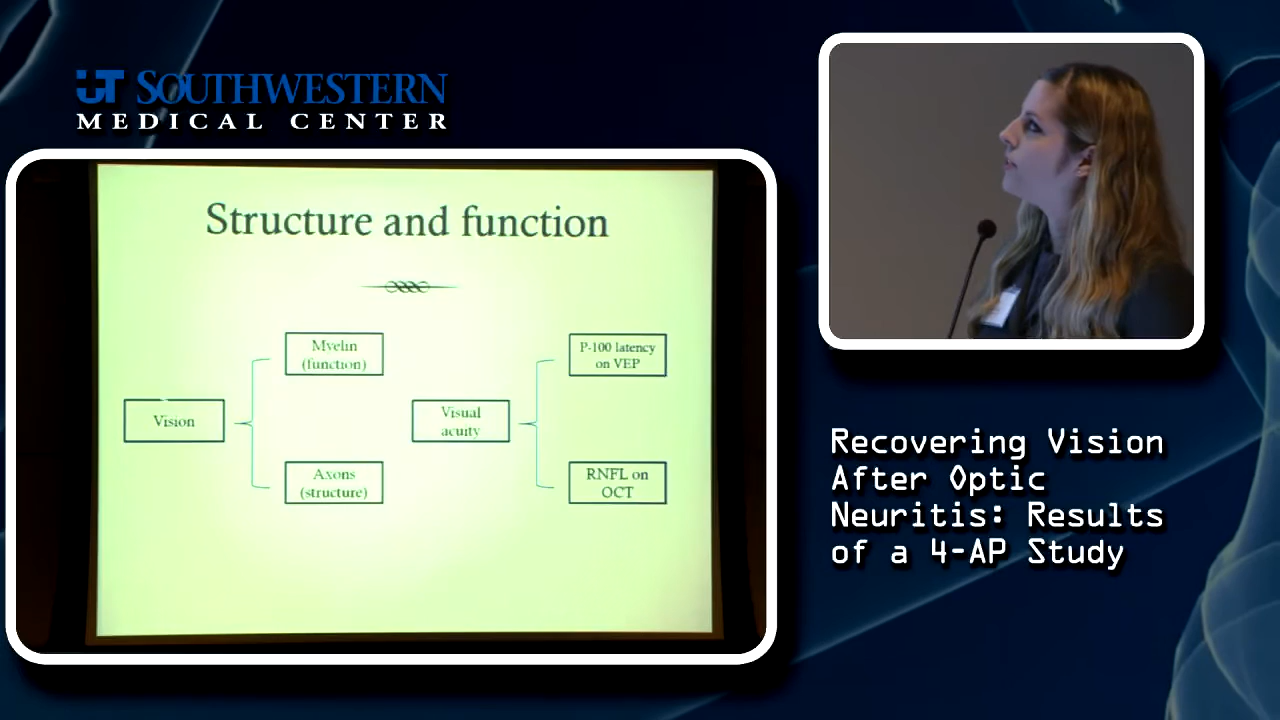 UT SOUTHWESTERN
MEDICAL CENTER
Structure and function
Myelin
(function)
Vision
Axons
(structure)
P-100 latency
on VEP
Visual
acuity
RNFL on
OCT
Recovering Vision
After Optic
Neuritis: Results
of a 4-AP Study